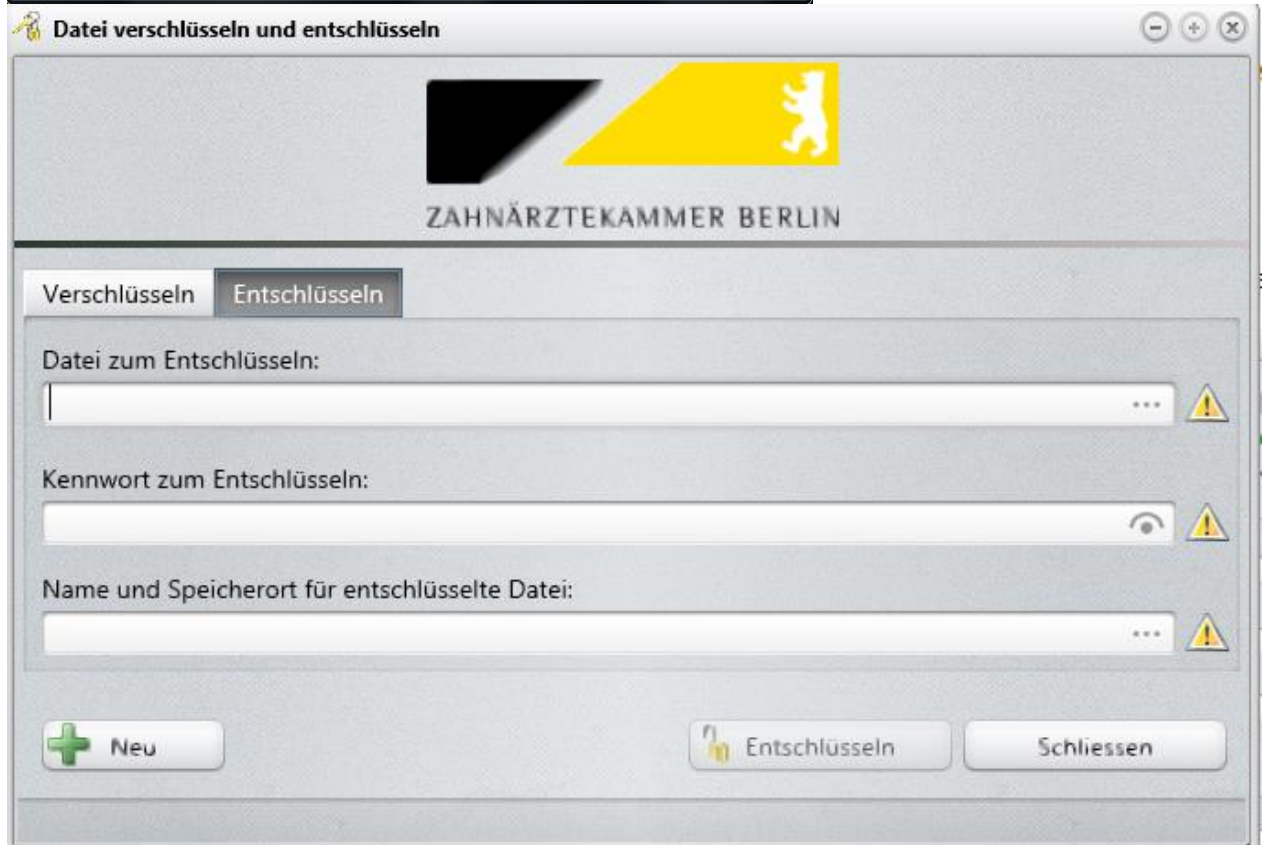 Datei verschlüsseln und entschlüsseln
ZAHNÄRZTEKAMMER BERLIN
Verschlüsseln Entschlüsseln
Datei zum Entschlüsseln:
Kennwort zum Entschlüsseln:
Name und Speicherort für entschlüsselte Datei:
Neu Entschlüsseln Schliessen